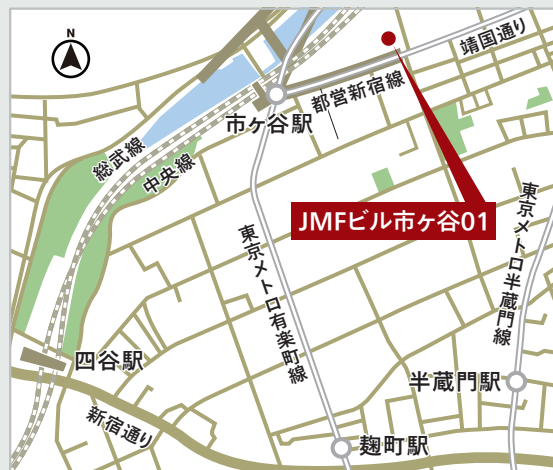 N
靖国通り
都営新宿線
市ヶ谷駅
総武線
中央線
JMFビル市ヶ谷01
東京メトロ半蔵門線
東京メトロ有楽町線
四谷駅
半蔵門駅
新宿通り
麹町駅